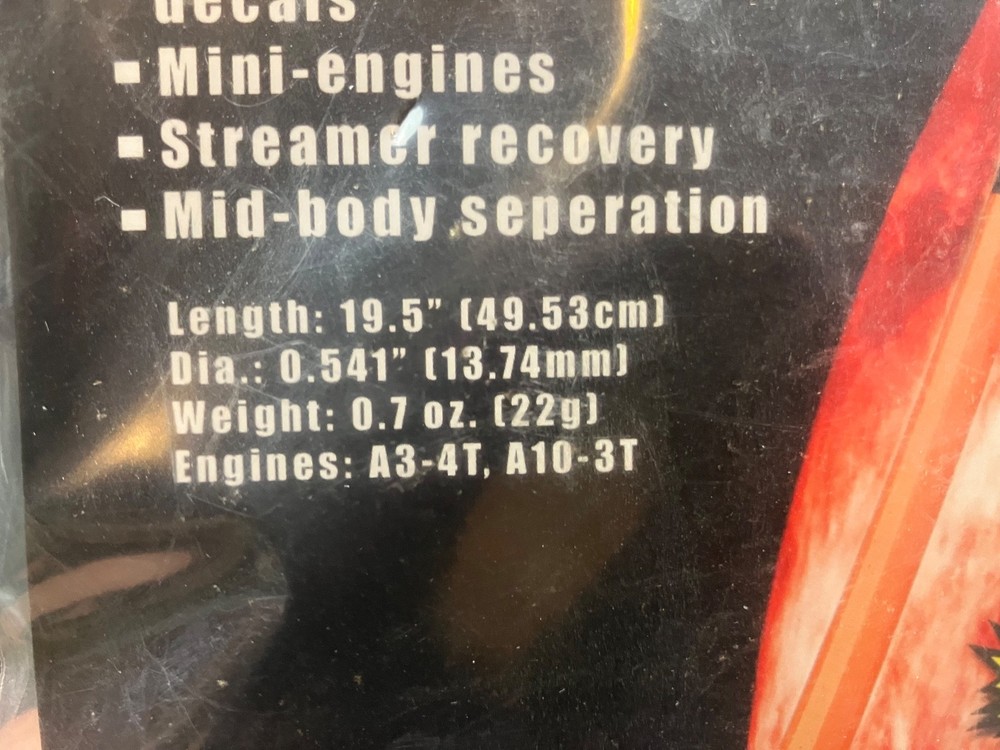 decals
▪ Mini-engines
▪ Streamer recovery
▪ Mid-body seperation
Length: 19.5” (49.53cm)
Dia.: 0.541” (13.74mm)
Weight: 0.7 oz. (22g)
Engines: A3-4T, A10-3T